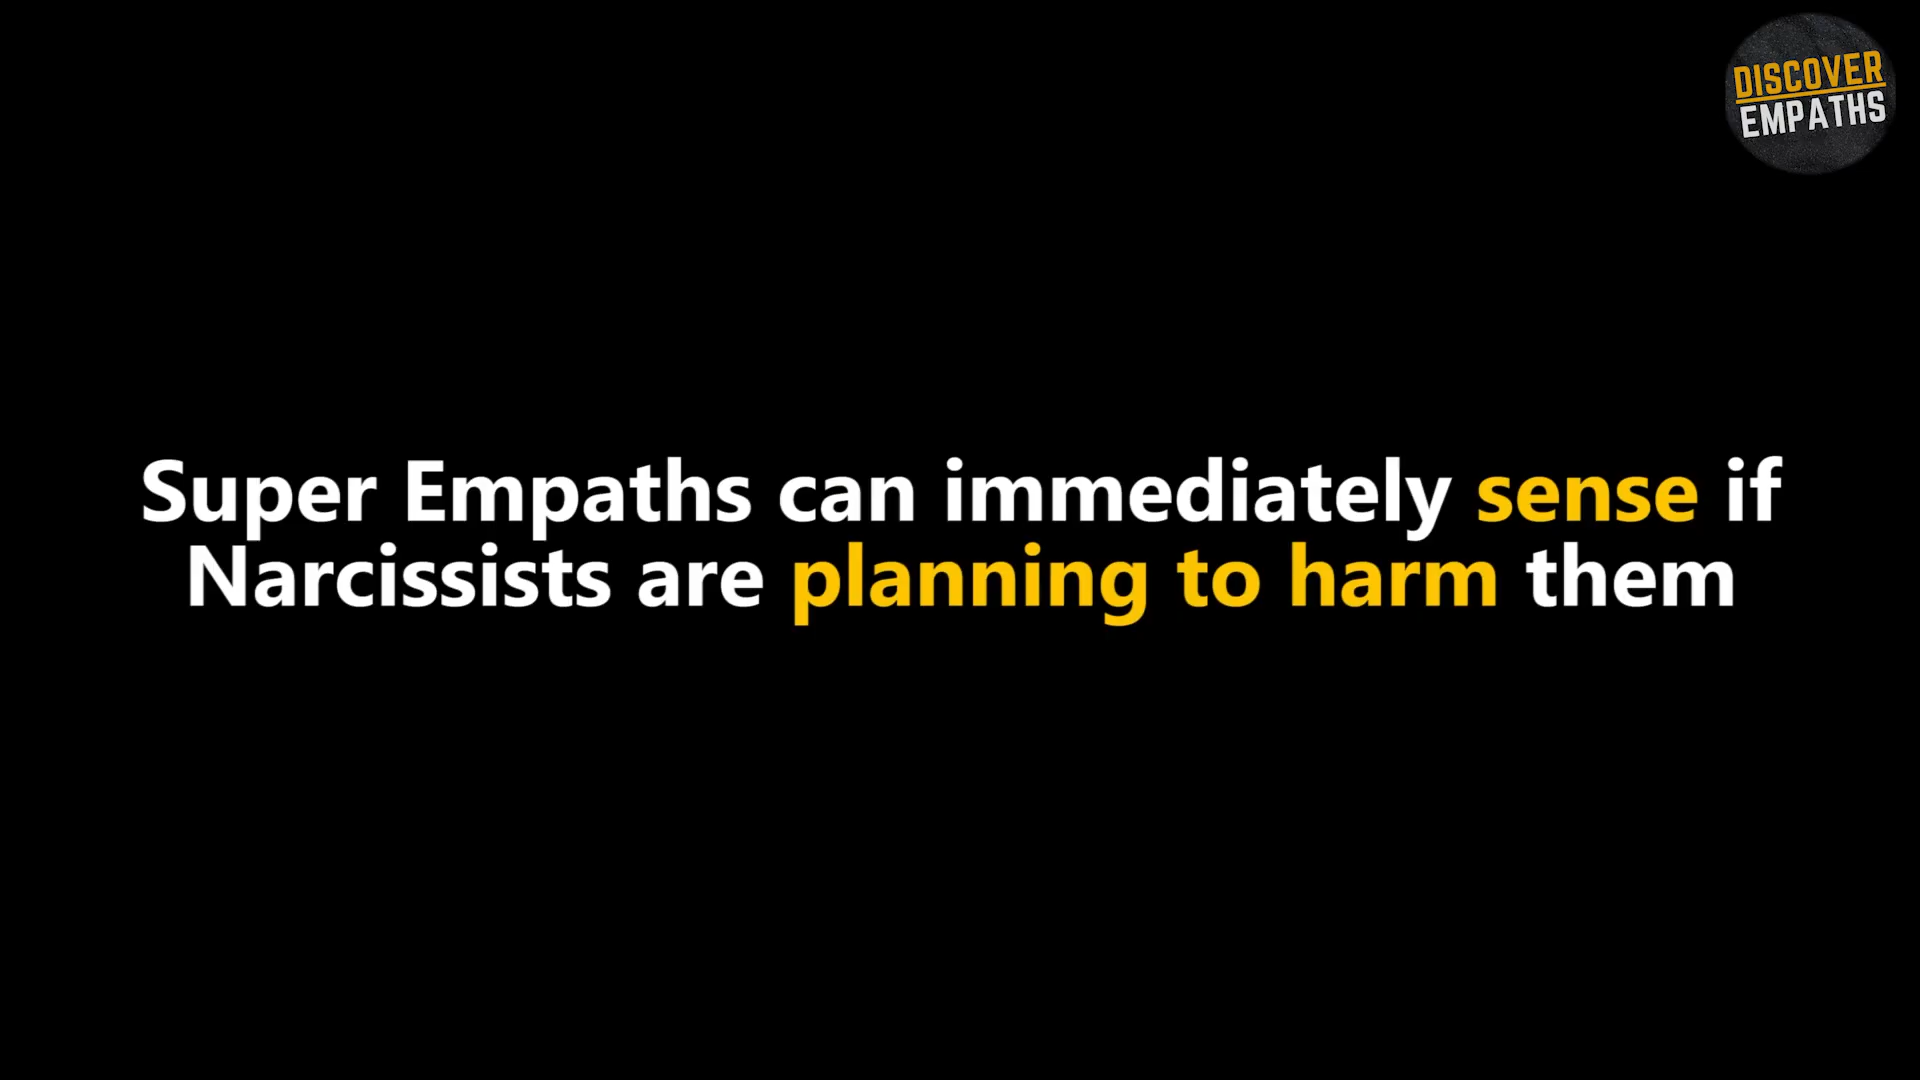 DISCOVER
EMPATHS
Super Empaths can immediately sense if
Narcissists are planning to harm them